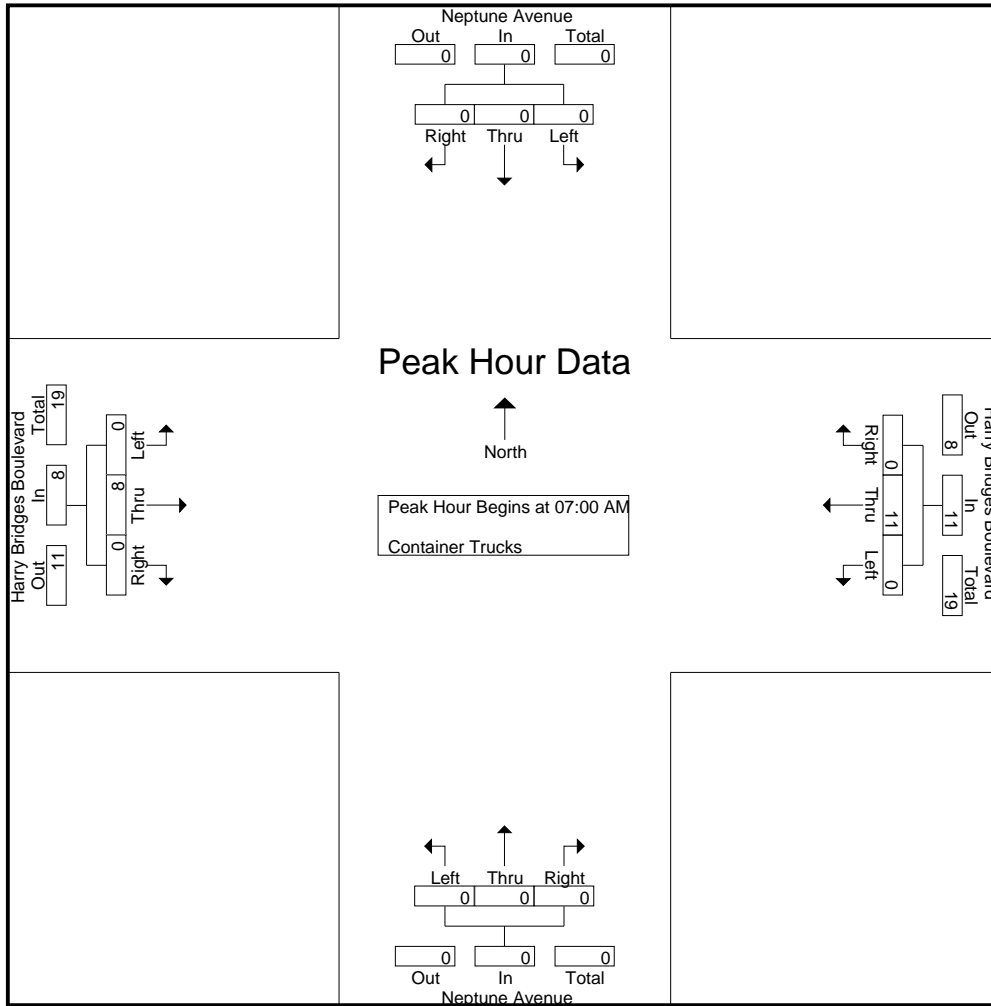 Neptune Avenue
Out In Total
0 0 0
0 0 0
Right Thru Left
Peak Hour Data
North
Peak Hour Begins at 07:00 AM
Container Trucks
Harry Bridges Boulevard
Total In Out
19 8 11
0 8 0
Left Thru Right
Harry Bridges Boulevard
Out In Total
8 11 19
0 11 0
Right Thru Left
Left Thru Right
0 0 0
0 0 0
Out In Total
Neptune Avenue